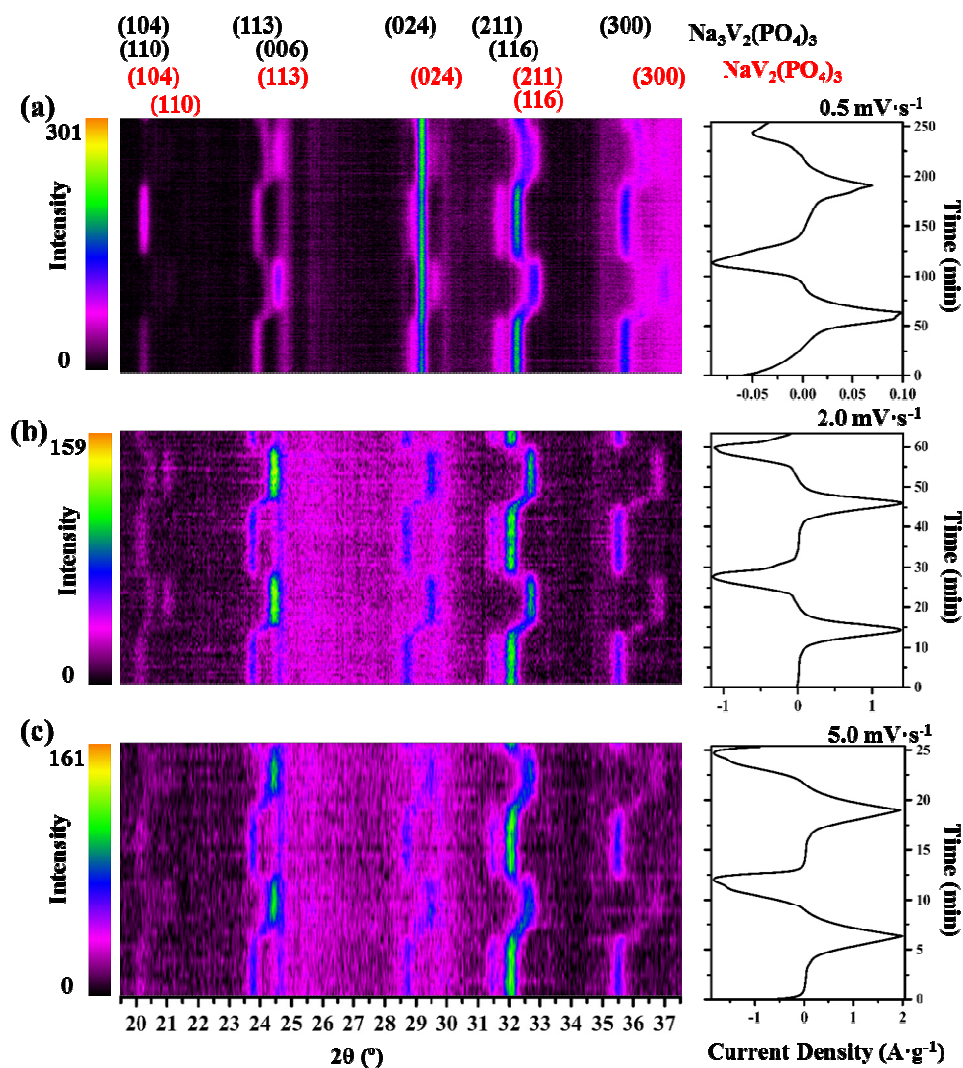 (104) (113) (024) (211) (300) Na₃V₂(PO₄)₃
(110) (006) (116)
(104) (113) (024) (211) (300) NaV₂(PO₄)₃
(110) (116)
(a) 0.5 mV·s⁻¹
301
Intensity
0
250
200
150
100
50
0
Time (min)
-0.05 0.00 0.05 0.10
(b) 2.0 mV·s⁻¹
159
Intensity
0
60
50
40
30
20
10
0
Time (min)
-1 0 1
(c) 5.0 mV·s⁻¹
161
Intensity
0
25
20
15
10
5
0
Time (min)
-1 0 1 2
20 21 22 23 24 25 26 27 28 29 30 31 32 33 34 35 36 37
2θ (º) Current Density (A·g⁻¹)